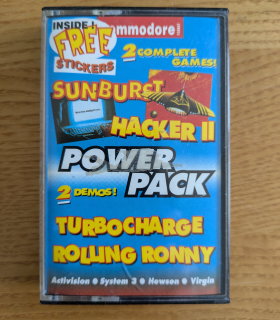 INSIDE!
FREE
STICKERS
commodore
2 COMPLETE
GAMES!
SUNBURST
HACKER II
POWER
PACK
2 DEMOS!
TURBOCHARGE
ROLLING RONNY
Activision • System 3 • Hewson • Virgin